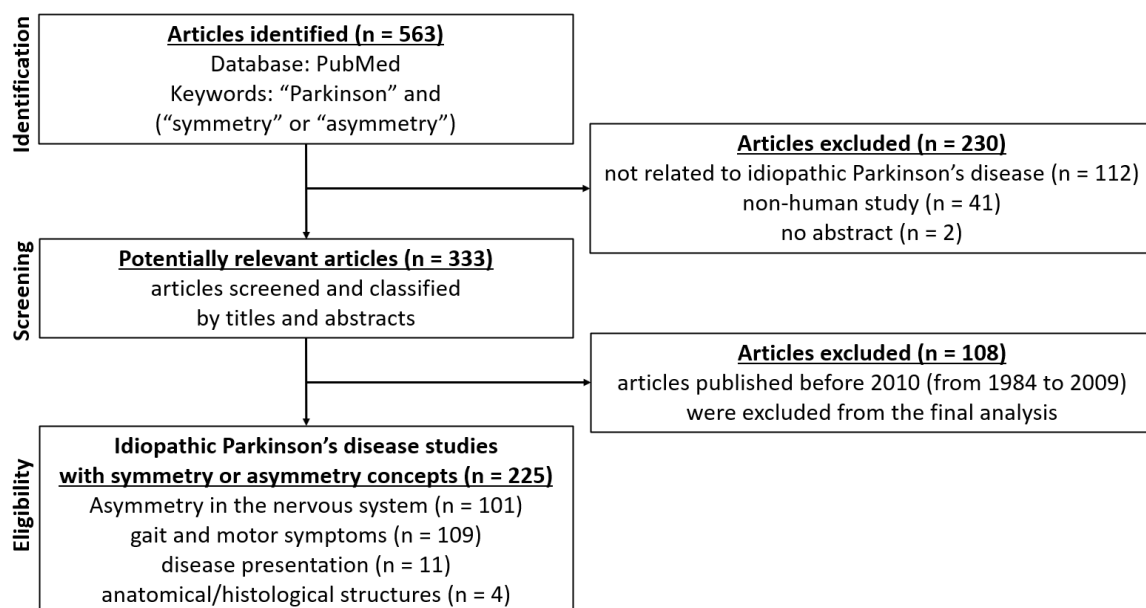 Identification
Articles identified (n = 563)
Database: PubMed
Keywords: “Parkinson” and
(“symmetry” or “asymmetry”)
Articles excluded (n = 230)
not related to idiopathic Parkinson’s disease (n = 112)
non-human study (n = 41)
no abstract (n = 2)
Screening
Potentially relevant articles (n = 333)
articles screened and classified
by titles and abstracts
Articles excluded (n = 108)
articles published before 2010 (from 1984 to 2009)
were excluded from the final analysis
Eligibility
Idiopathic Parkinson’s disease studies
with symmetry or asymmetry concepts (n = 225)
Asymmetry in the nervous system (n = 101)
gait and motor symptoms (n = 109)
disease presentation (n = 11)
anatomical/histological structures (n = 4)